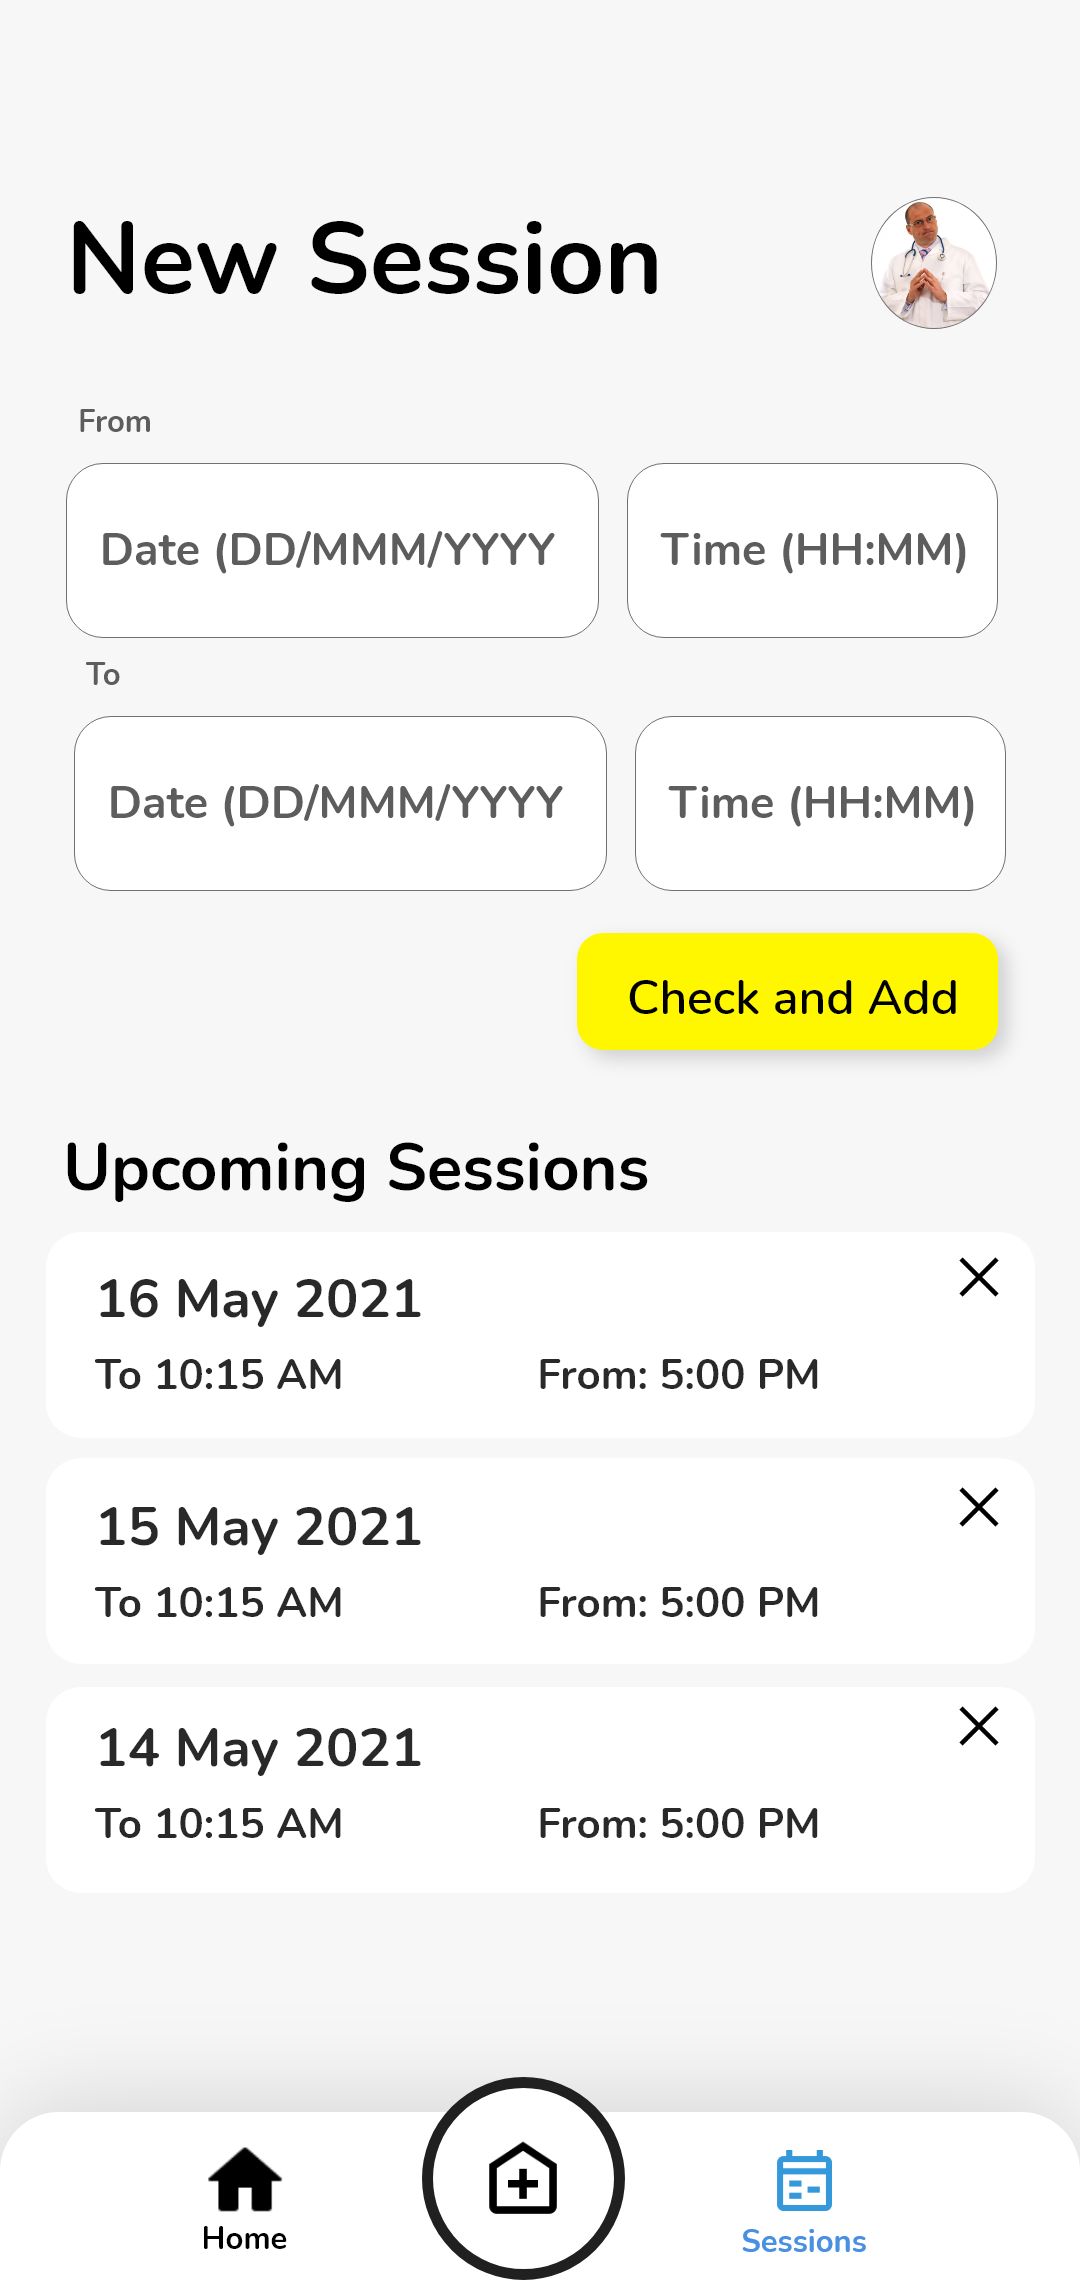 New Session
From
Date (DD/MMM/YYYY
Time (HH:MM)
To
Date (DD/MMM/YYYY
Time (HH:MM)
Check and Add
Upcoming Sessions
16 May 2021
To 10:15 AM From: 5:00 PM
15 May 2021
To 10:15 AM From: 5:00 PM
14 May 2021
To 10:15 AM From: 5:00 PM
Home
Sessions